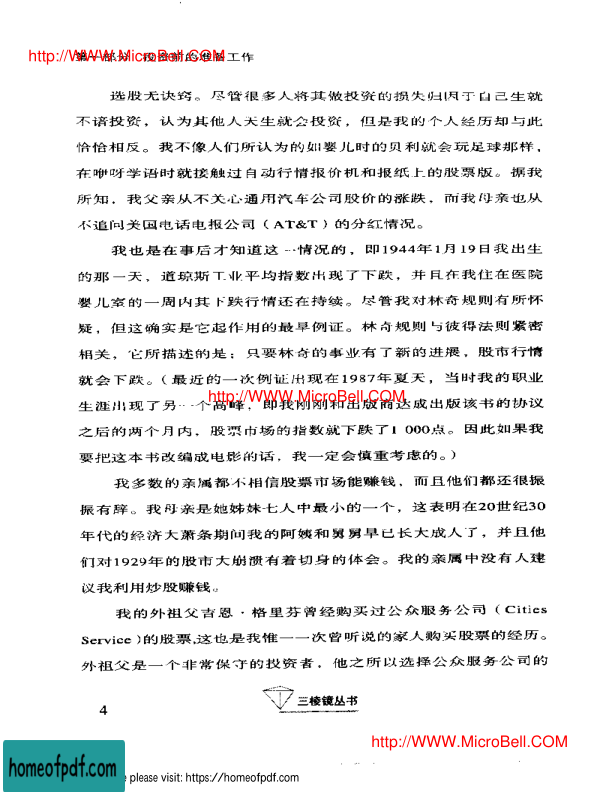 第一部分 投资前的准备工作
http://WWW.MicroBell.COM
选股无诀窍。尽管很多人将其做投资的损失归因于自己生就
不谙投资，认为其他人天生就会投资，但是我的个人经历却与此
恰恰相反。我不像人们所认为的如婴儿时的贝利就会玩足球那样，
在咿呀学语时就接触过自动行情报价机和报纸上的股票版。据我
所知，我父亲从不关心通用汽车公司股价的涨跌，而我母亲也从
不追问美国电话电报公司（AT&T）的分红情况。
我也是在事后才知道这一情况的，即1944年1月19日我出生
的那一天，道琼斯工业平均指数出现了下跌，并且在我住在医院
婴儿室的一周内其下跌行情还在持续。尽管我对林奇规则有所怀
疑，但这确实是它起作用的最早例证。林奇规则与彼得法则紧密
相关，它所描述的是：只要林奇的事业有了新的进展，股市行情
就会下跌。（最近的一次例证出现在1987年夏天，当时我的职业
http://WWW.MicroBell.COM
生涯出现了另一个高峰，即我刚刚和出版商达成出版该书的协议
之后的两个月内，股票市场的指数就下跌了1 000点。因此如果我
要把这本书改编成电影的话，我一定会慎重考虑的。）
我多数的亲属都不相信股票市场能赚钱，而且他们都还很振
振有辞。我母亲是她姊妹七人中最小的一个，这表明在20世纪30
年代的经济大萧条期间我的阿姨和舅舅早已长大成人了，并且他
们对1929年的股市大崩溃有着切身的体会。我的亲属中没有人建
议我利用炒股赚钱。
我的外祖父吉恩·格里芬曾经购买过公众服务公司（Cities
Service）的股票,这也是我惟一一次曾听说的家人购买股票的经历。
外祖父是一个非常保守的投资者，他之所以选择公众服务公司的
4
三棱镜丛书
http://WWW.MicroBell.COM
homeofpdf.com
please visit: https://homeofpdf.com